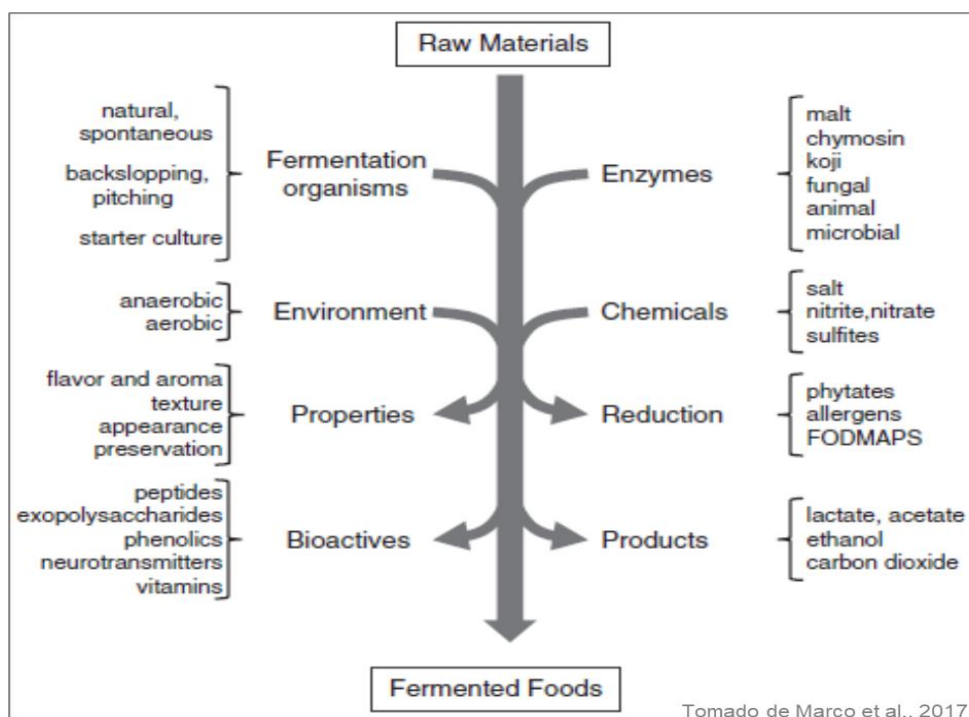 Raw Materials
natural,
spontaneous
backslopping,
pitching
starter culture
Fermentation
organisms
Enzymes
malt
chymosin
koji
fungal
animal
microbial
anaerobic
aerobic
Environment
Chemicals
salt
nitrite,nitrate
sulfites
flavor and aroma
texture
appearance
preservation
Properties
Reduction
phytates
allergens
FODMAPS
peptides
exopolysaccharides
phenolics
neurotransmitters
vitamins
Bioactives
Products
lactate, acetate
ethanol
carbon dioxide
Fermented Foods
Tomado de Marco et al., 2017